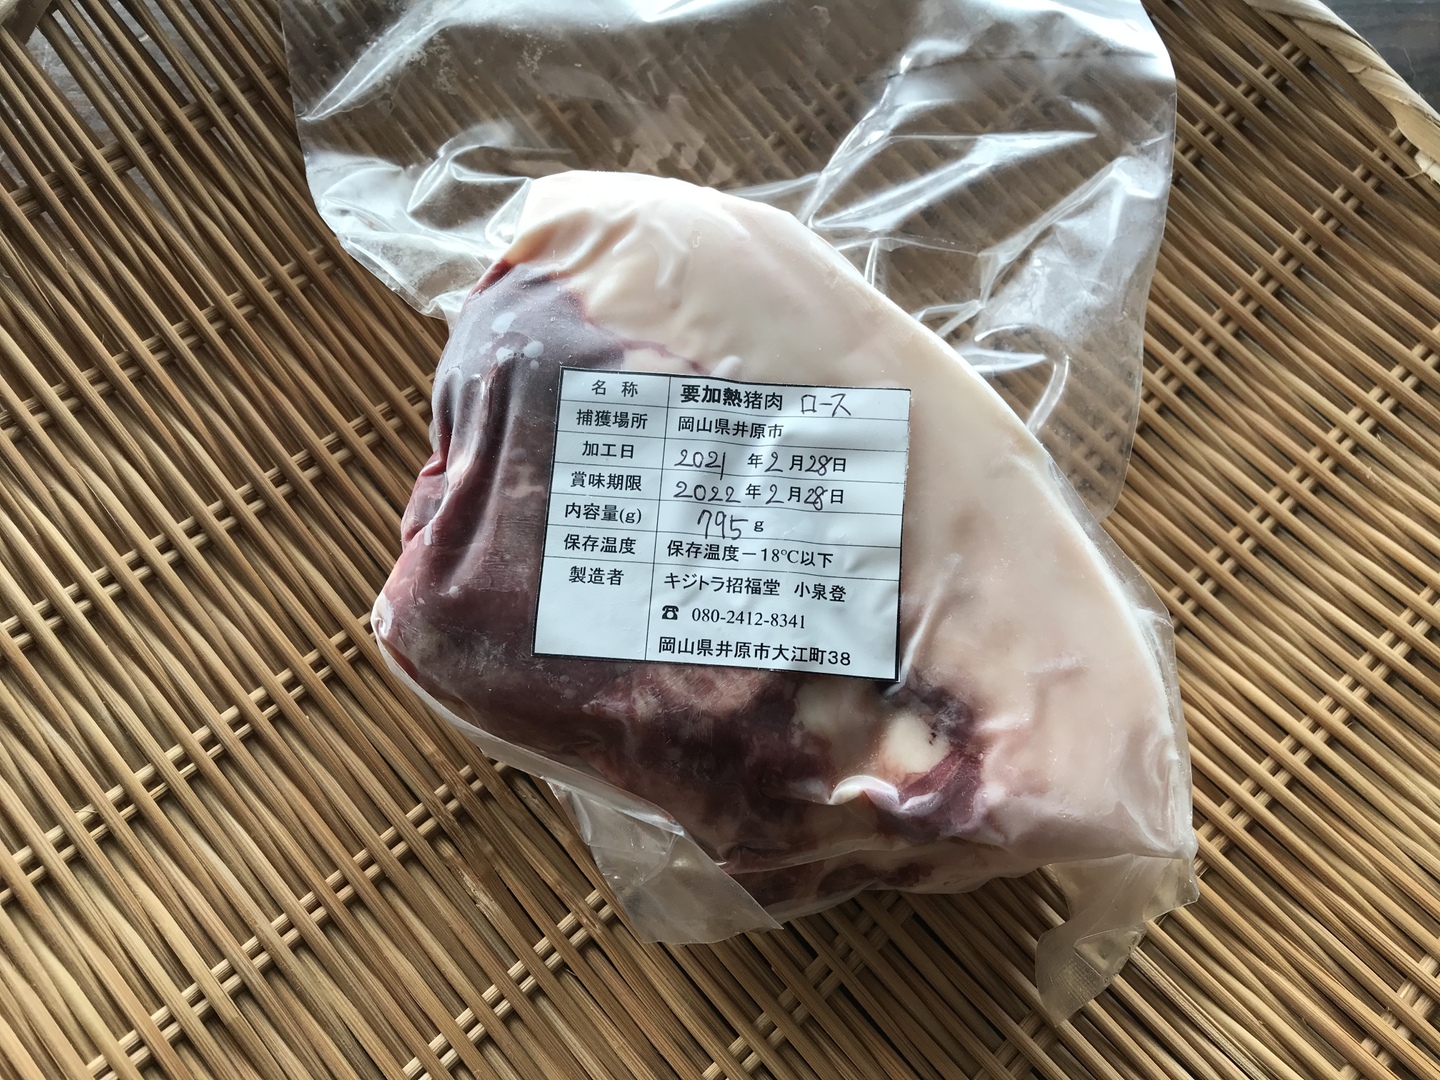 名 称 要加熱猪肉 ロース
捕獲場所 岡山県井原市
加工日 2021 年 2 月 28 日
賞味期限 2022 年 2 月 28 日
内容量(g) 795 g
保存温度 保存温度－18℃以下
製造者 キジトラ招福堂 小泉登
☎ 080-2412-8341
岡山県井原市大江町38